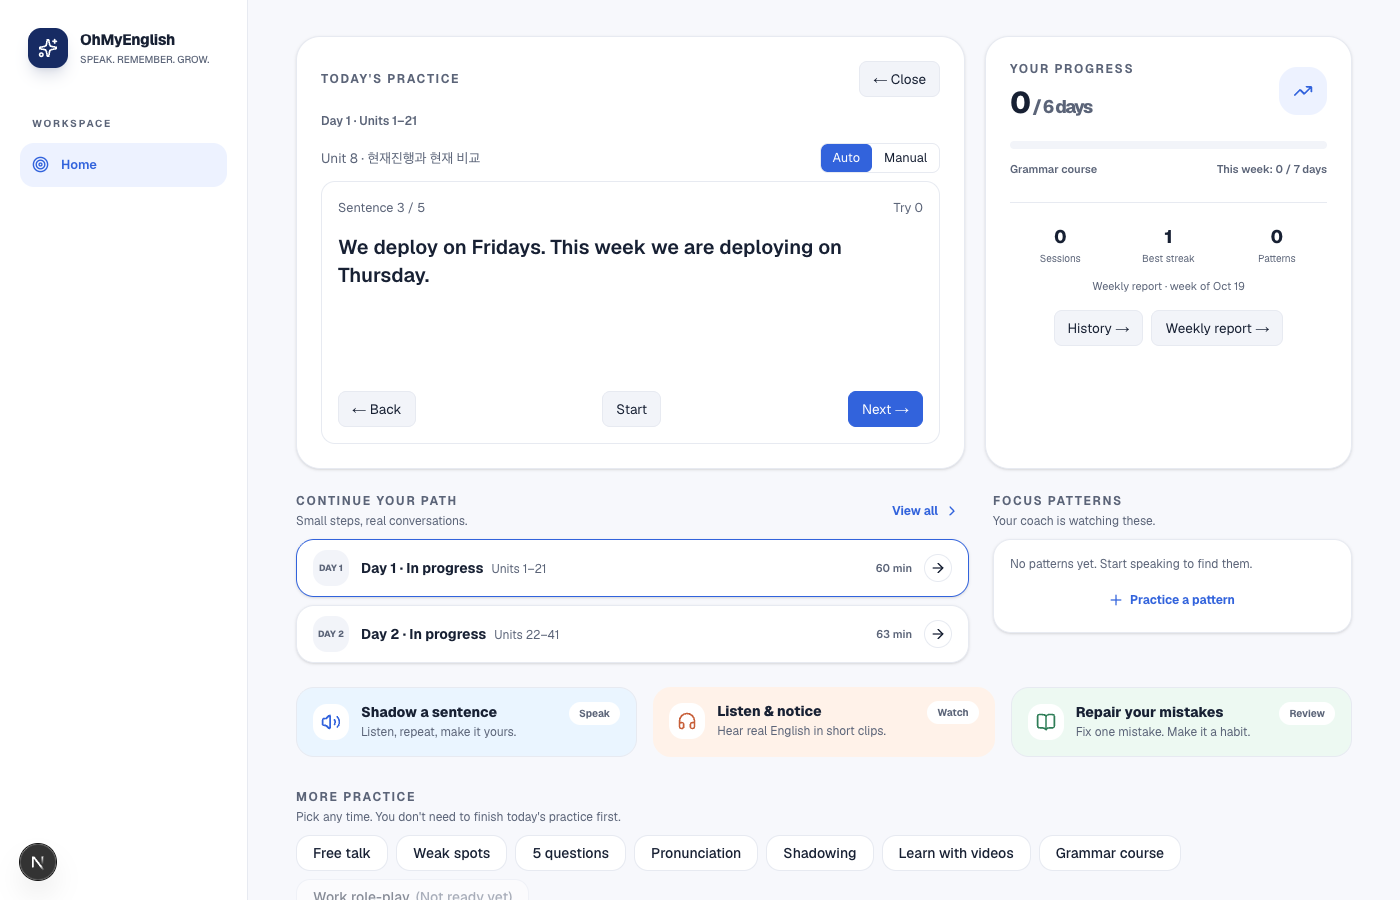 OhMyEnglish
SPEAK. REMEMBER. GROW.
WORKSPACE
Home
TODAY'S PRACTICE
← Close
Day 1 · Units 1–21
Unit 8 · 현재진행과 현재 비교
Auto
Manual
Sentence 3 / 5
Try 0
We deploy on Fridays. This week we are deploying on
Thursday.
← Back
Start
Next →
YOUR PROGRESS
0 / 6 days
Grammar course
This week: 0 / 7 days
0
Sessions
1
Best streak
0
Patterns
Weekly report · week of Oct 19
History →
Weekly report →
CONTINUE YOUR PATH
Small steps, real conversations.
View all
DAY 1
Day 1 · In progress
Units 1–21
60 min
DAY 2
Day 2 · In progress
Units 22–41
63 min
FOCUS PATTERNS
Your coach is watching these.
No patterns yet. Start speaking to find them.
Practice a pattern
Shadow a sentence
Listen, repeat, make it yours.
Speak
Listen & notice
Hear real English in short clips.
Watch
Repair your mistakes
Fix one mistake. Make it a habit.
Review
MORE PRACTICE
Pick any time. You don't need to finish today's practice first.
Free talk
Weak spots
5 questions
Pronunciation
Shadowing
Learn with videos
Grammar course
Work role-play (Not ready yet)
N